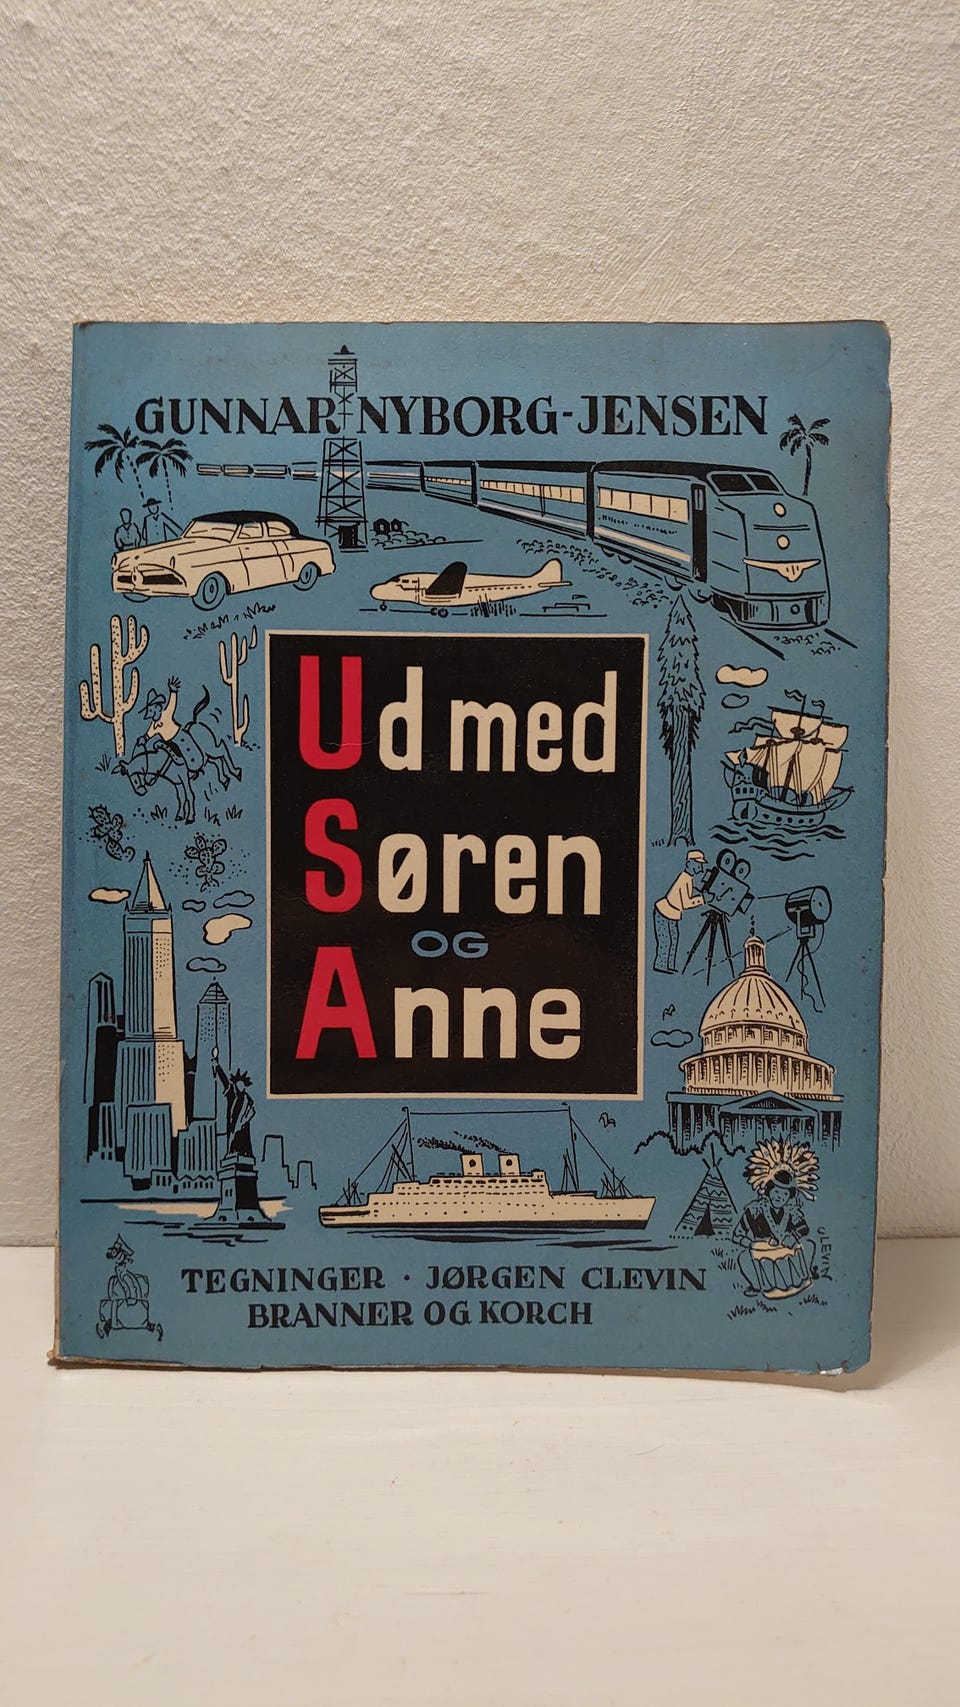 GUNNAR NYBORG-JENSEN
Ud med
Søren
OG
Anne
CLEVIN
TEGNINGER · JØRGEN CLEVIN
BRANNER OG KORCH